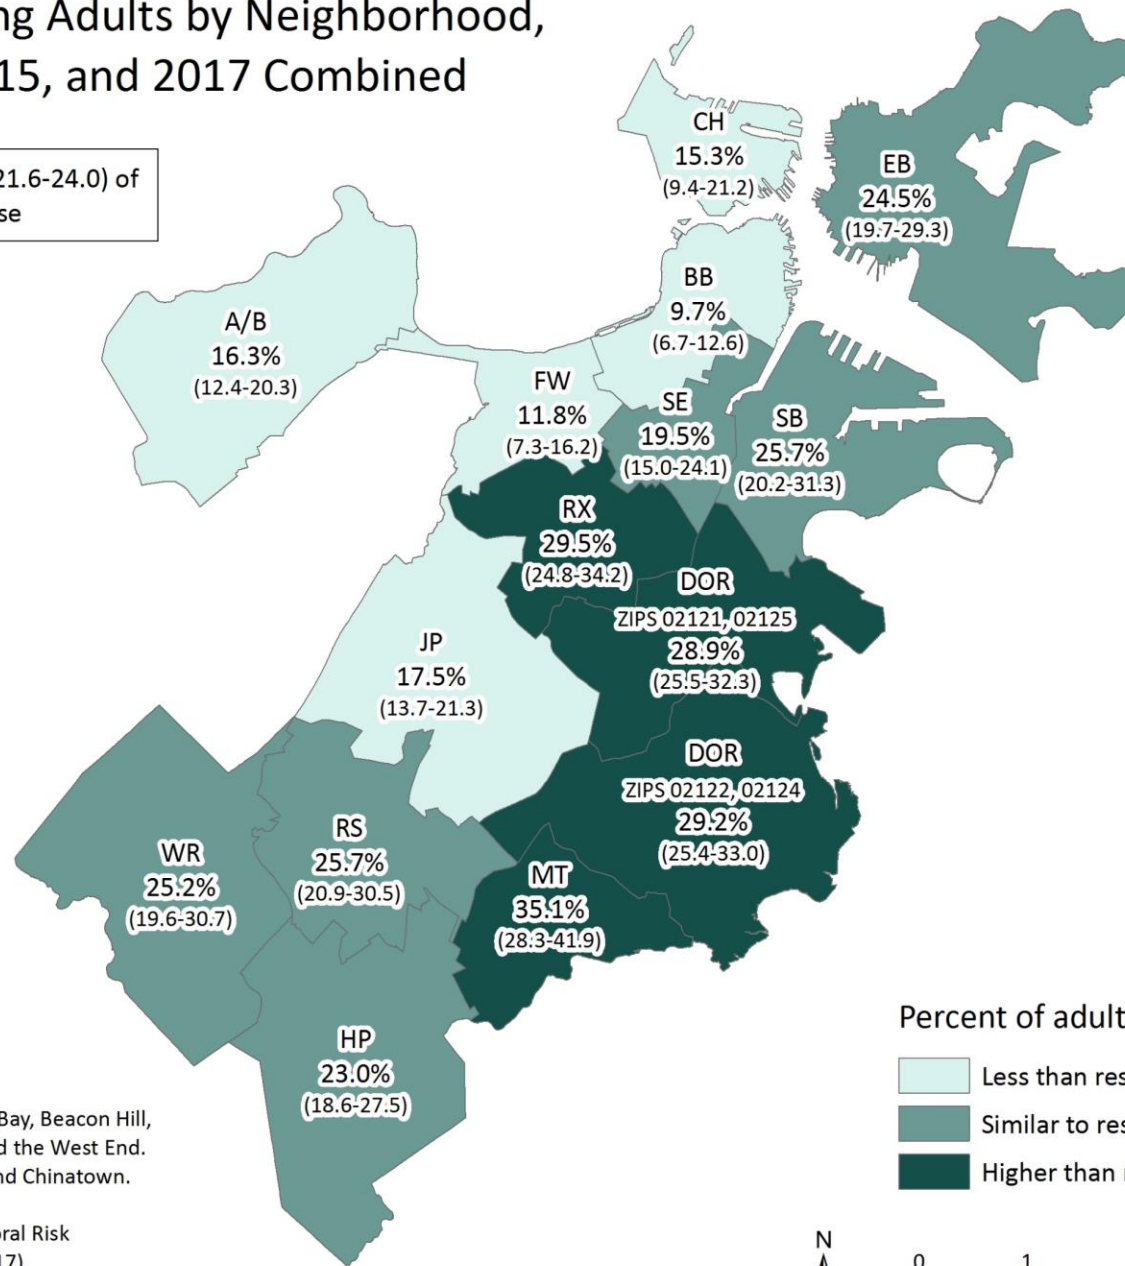 ng Adults by Neighborhood,
15, and 2017 Combined
21.6-24.0) of
se
CH
15.3%
(9.4-21.2)
EB
24.5%
(19.7-29.3)
BB
9.7%
(6.7-12.6)
A/B
16.3%
(12.4-20.3)
FW
11.8%
(7.3-16.2)
SE
19.5%
(15.0-24.1)
SB
25.7%
(20.2-31.3)
RX
29.5%
(24.8-34.2)
DOR
ZIPS 02121, 02125
28.9%
(25.5-32.3)
JP
17.5%
(13.7-21.3)
DOR
ZIPS 02122, 02124
29.2%
(25.4-33.0)
RS
25.7%
(20.9-30.5)
WR
25.2%
(19.6-30.7)
MT
35.1%
(28.3-41.9)
HP
23.0%
(18.6-27.5)
Percent of adult
Less than res
Similar to res
Higher than r
Bay, Beacon Hill,
d the West End.
nd Chinatown.
oral Risk
17)
N
0 1